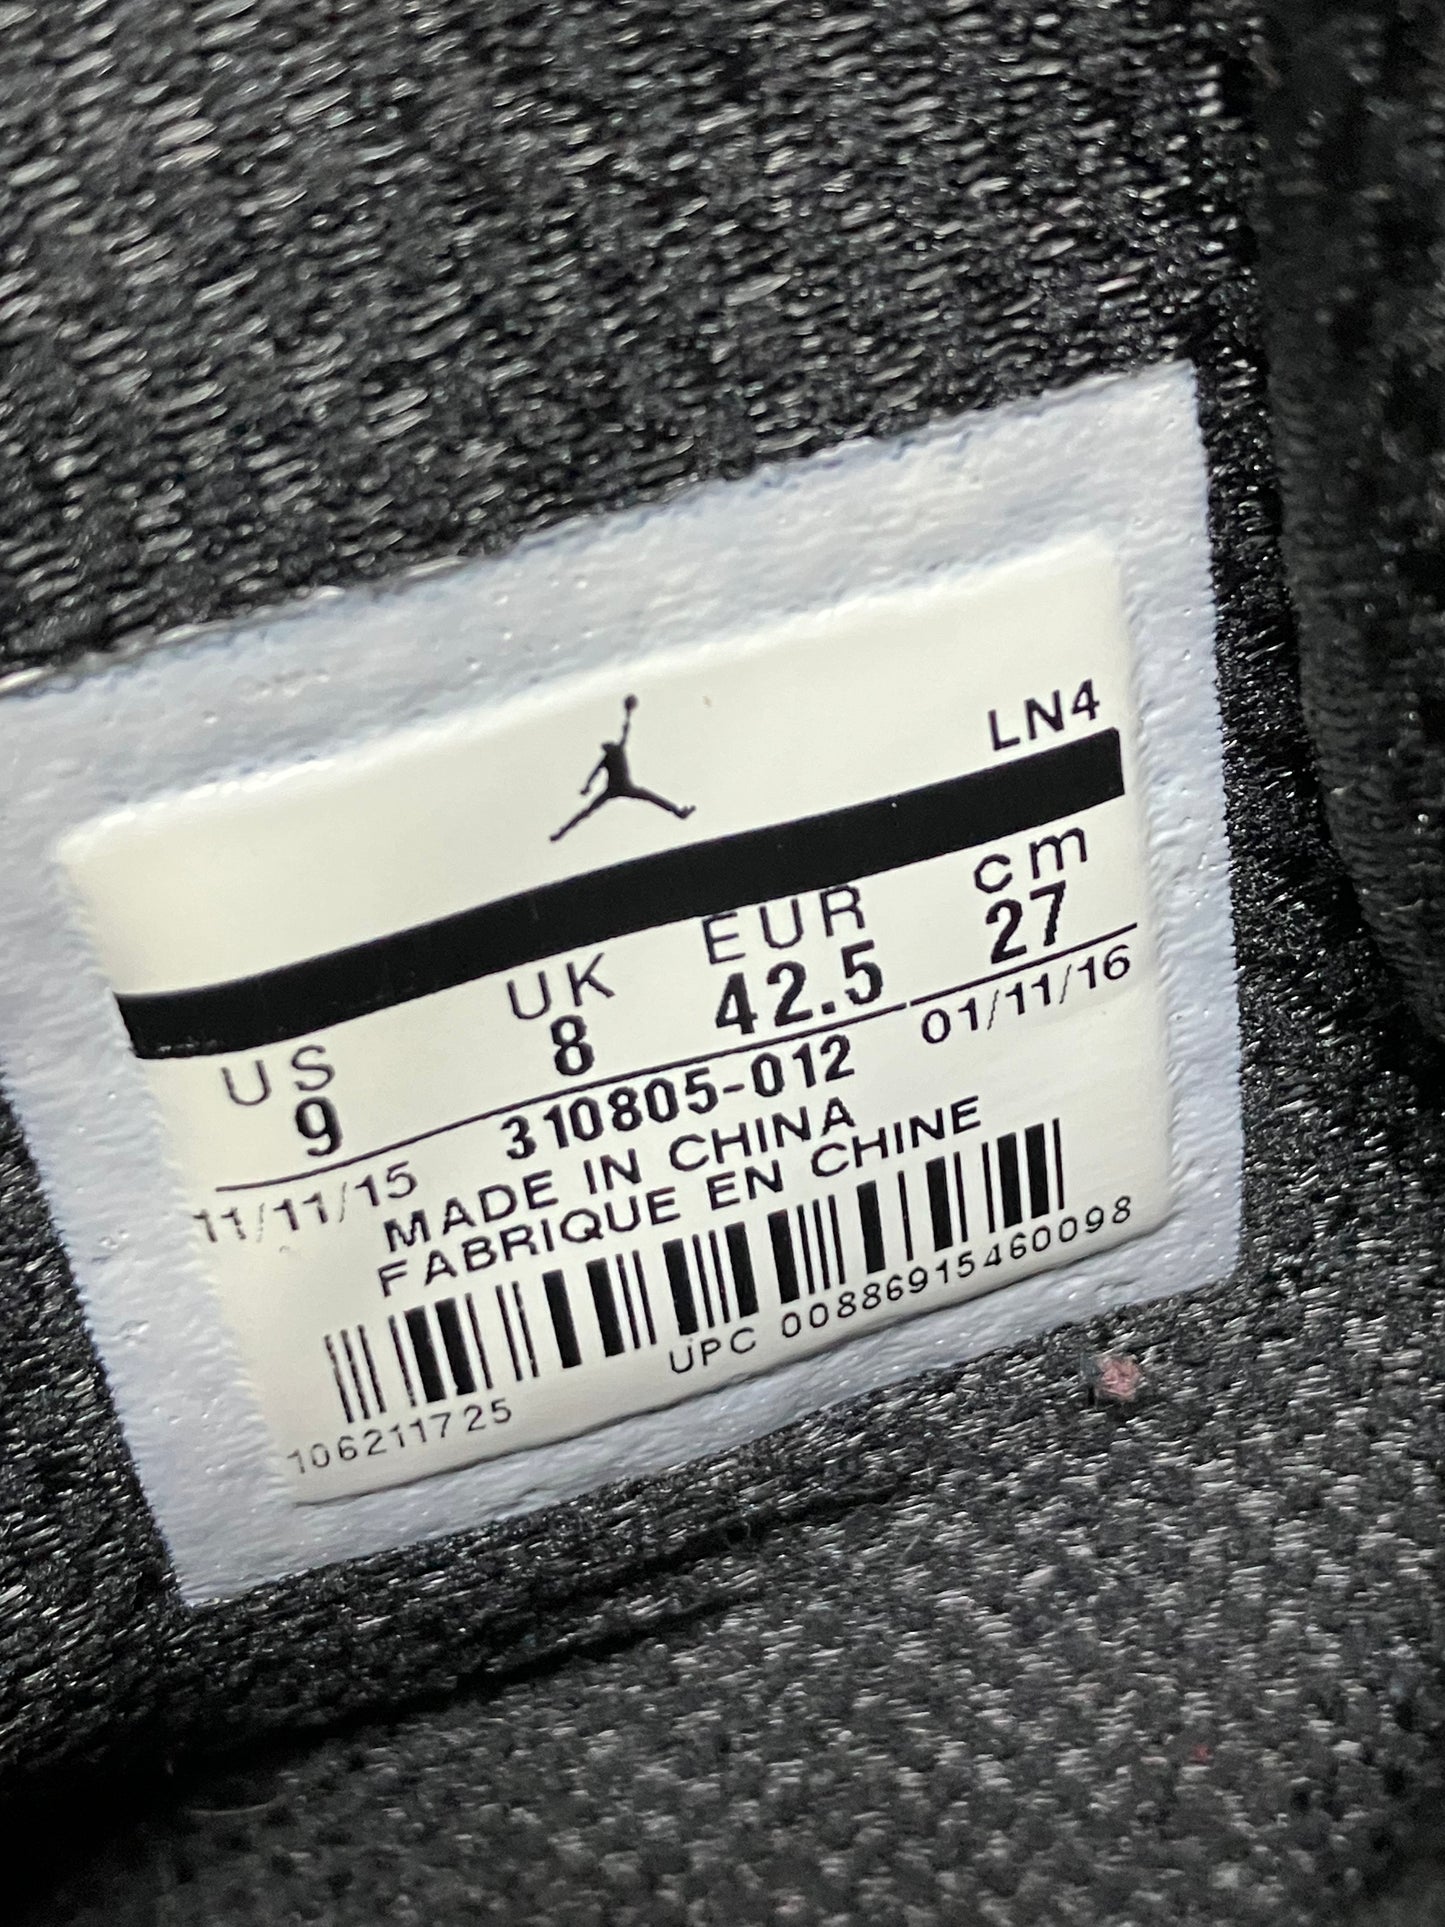 LN4
US UK EUR cm
9 8 42.5 27
11/11/15 310805-012 01/11/16
MADE IN CHINA
FABRIQUE EN CHINE
UPC 00886915460098
106211725